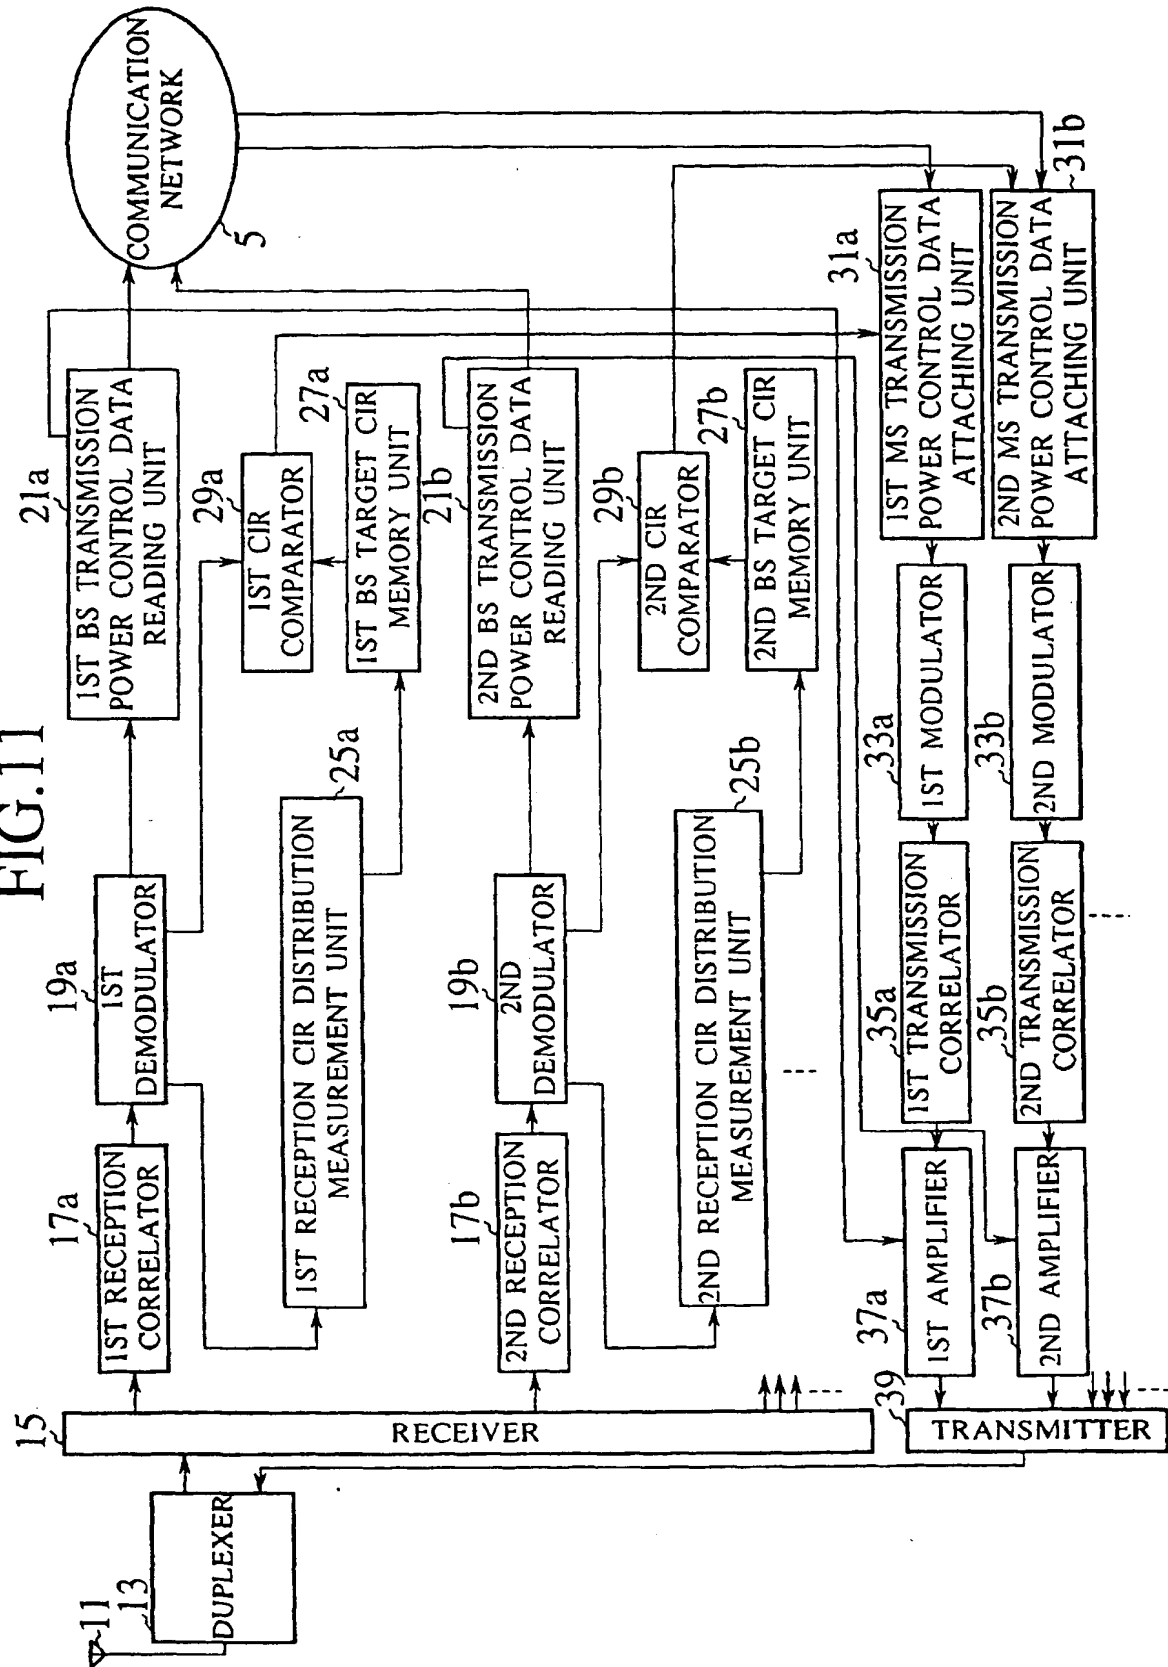 FIG.11
11
13
DUPLEXER
15
RECEIVER
17a
1ST RECEPTION
CORRELATOR
19a
1ST
DEMODULATOR
21a
1ST BS TRANSMISSION
POWER CONTROL DATA
READING UNIT
COMMUNICATION
NETWORK
5
25a
1ST RECEPTION CIR DISTRIBUTION
MEASUREMENT UNIT
29a
1ST CIR
COMPARATOR
27a
1ST BS TARGET CIR
MEMORY UNIT
17b
2ND RECEPTION
CORRELATOR
19b
2ND
DEMODULATOR
21b
2ND BS TRANSMISSION
POWER CONTROL DATA
READING UNIT
25b
2ND RECEPTION CIR DISTRIBUTION
MEASUREMENT UNIT
29b
2ND CIR
COMPARATOR
27b
2ND BS TARGET CIR
MEMORY UNIT
39
TRANSMITTER
37a
1ST AMPLIFIER
35a
1ST TRANSMISSION
CORRELATOR
33a
1ST MODULATOR
31a
1ST MS TRANSMISSION
POWER CONTROL DATA
ATTACHING UNIT
37b
2ND AMPLIFIER
35b
2ND TRANSMISSION
CORRELATOR
33b
2ND MODULATOR
31b
2ND MS TRANSMISSION
POWER CONTROL DATA
ATTACHING UNIT